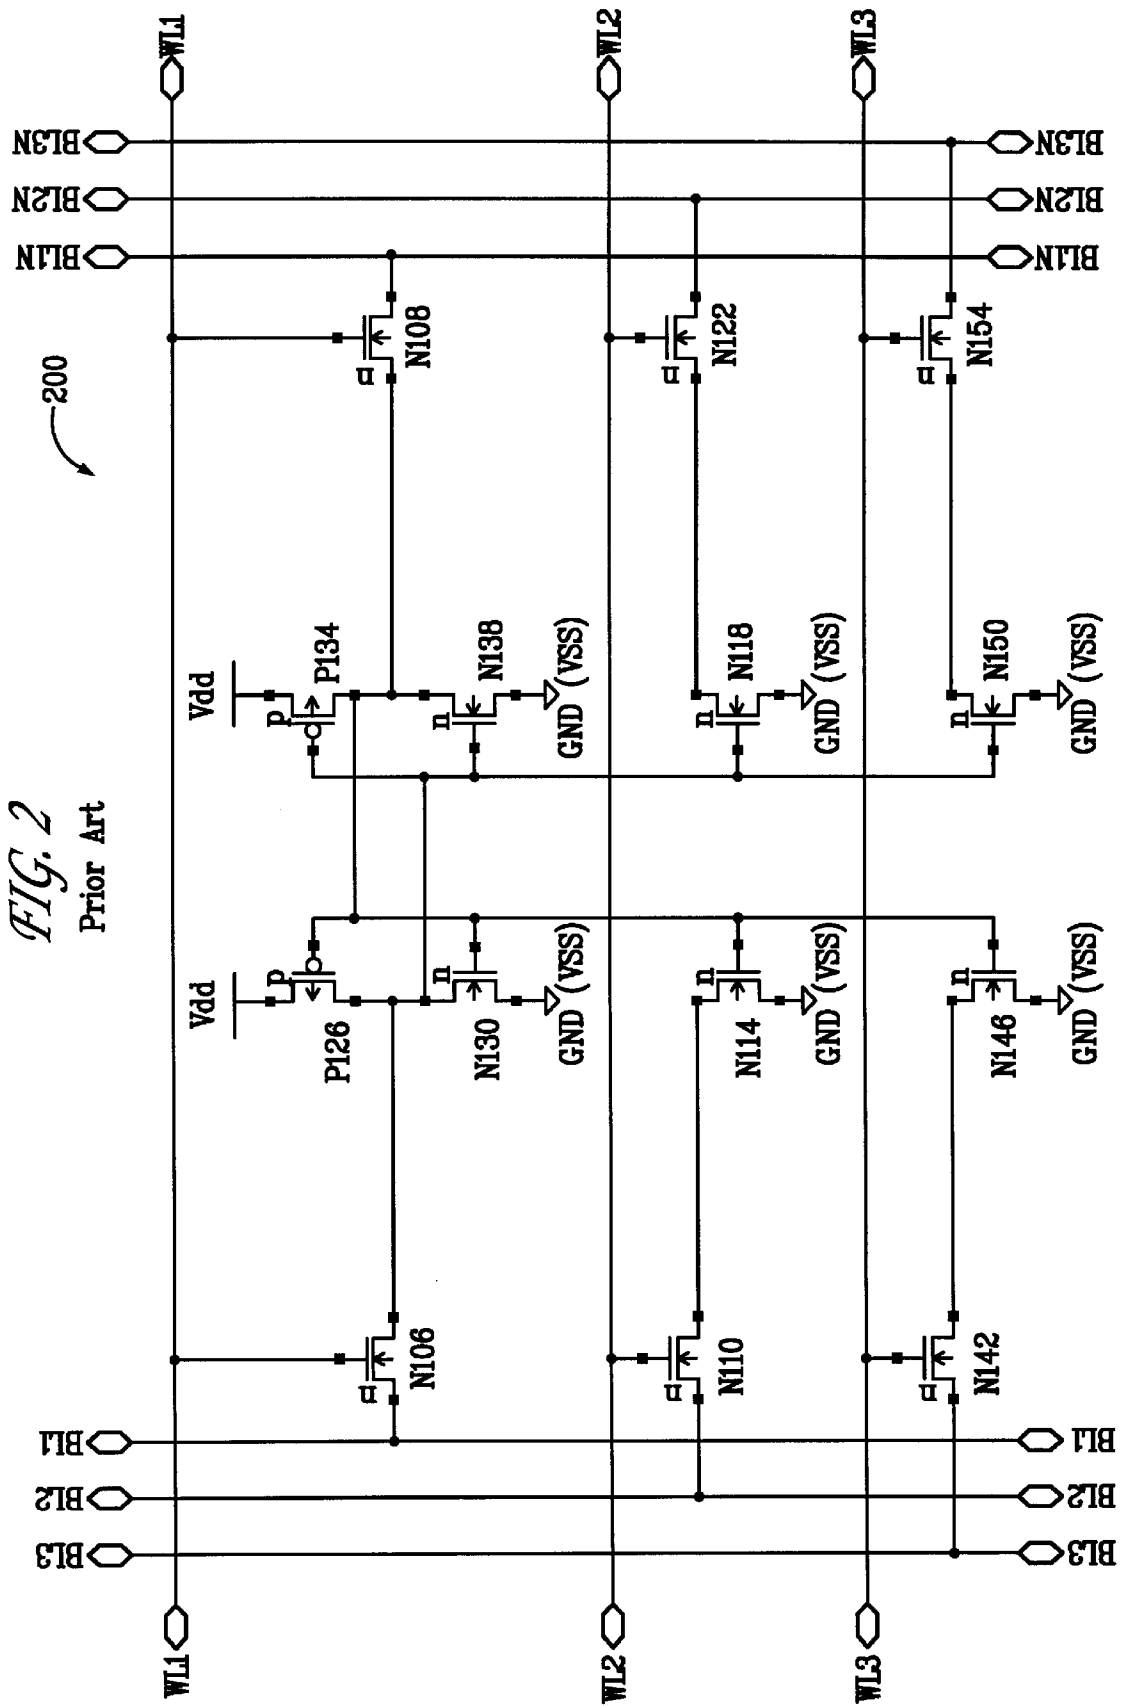 FIG. 2
Prior Art
200
WL1
WL1
WL2
WL2
WL3
WL3
BL3
BL2
BL1
BL1N
BL2N
BL3N
Vdd
Vdd
p
P126
p
P134
n
N106
n
N130
GND (VSS)
n
N138
GND (VSS)
n
N108
n
N110
n
N114
GND (VSS)
n
N118
GND (VSS)
n
N122
n
N142
n
N146
GND (VSS)
n
N150
GND (VSS)
n
N154
BL3
BL2
BL1
BL1N
BL2N
BL3N